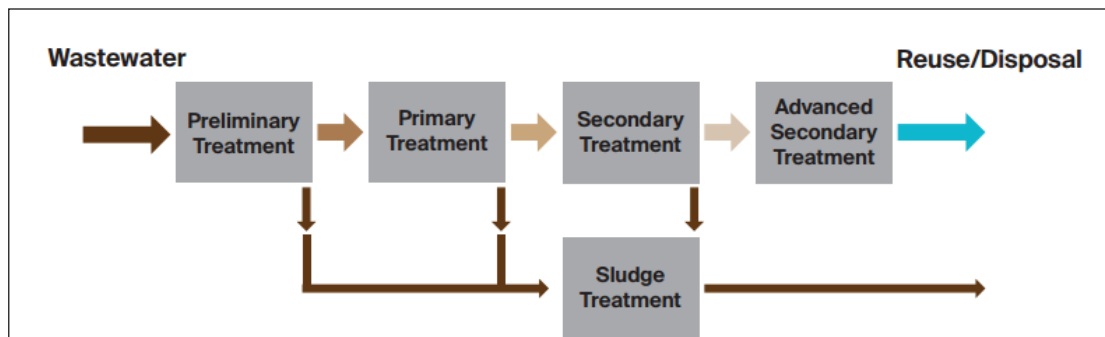 Wastewater
Reuse/Disposal
Preliminary
Treatment
Primary
Treatment
Secondary
Treatment
Advanced
Secondary
Treatment
Sludge
Treatment